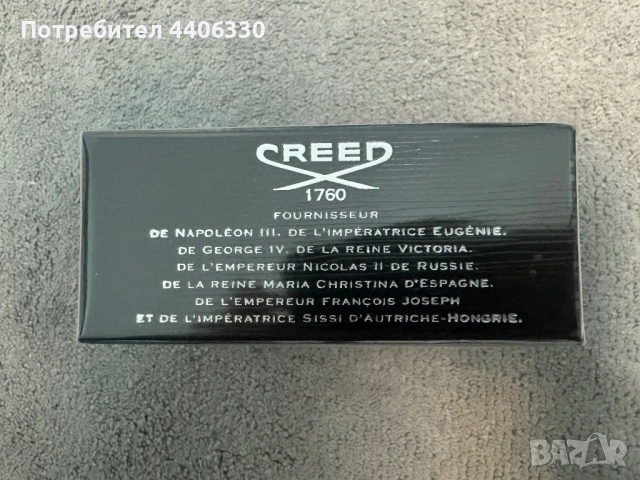 Потребител 4406330
CREED
1760
FOURNISSEUR
DE NAPOLÉON III. DE L'IMPÉRATRICE EUGÉNIE.
DE GEORGE IV. DE LA REINE VICTORIA.
DE L'EMPEREUR NICOLAS II DE RUSSIE.
DE LA REINE MARIA CHRISTINA D'ESPAGNE.
DE L'EMPEREUR FRANÇOIS JOSEPH
ET DE L'IMPÉRATRICE SISSI D'AUTRICHE-HONGRIE.
BAZAR